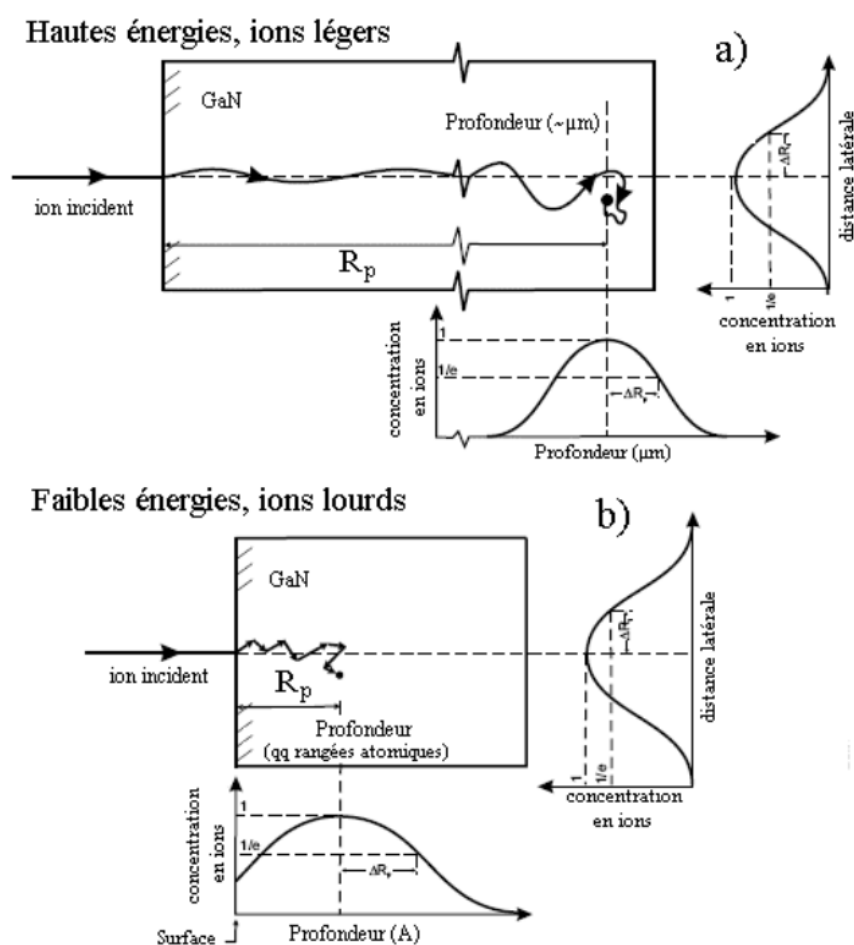 Hautes énergies, ions légers
a)
GaN
Profondeur (~µm)
ion incident
R_p
ΔR_r
distance latérale
1
1/e
concentration
en ions
concentration
en ions
1
1/e
ΔR_p
Profondeur (µm)
Faibles énergies, ions lourds
b)
GaN
ion incident
R_p
Profondeur
(qq rangées atomiques)
ΔR_r
distance latérale
1
1/e
concentration
en ions
concentration
en ions
1
1/e
ΔR_p
Surface
Profondeur (A)